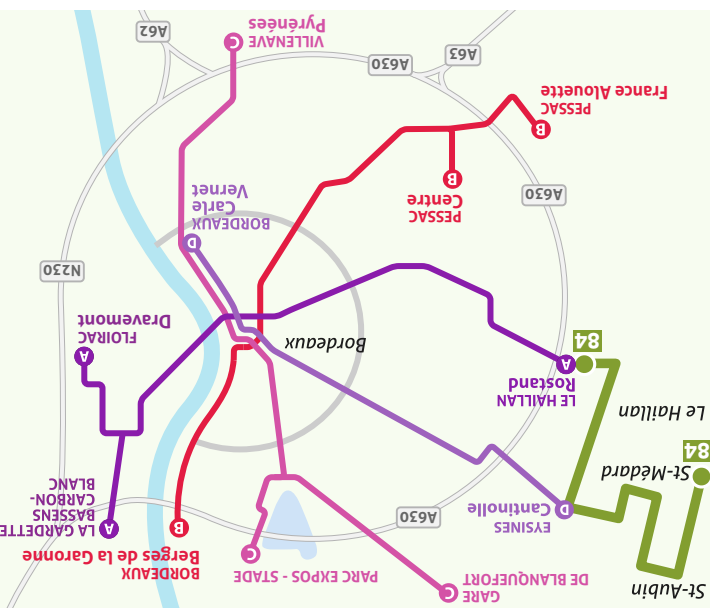 St-Aubin
GARE
DE BLANQUEFORT
C
PARC EXPOS - STADE
C
BORDEAUX
Berges de la Garonne
B
LA GARDETTE
BASSENS
CARBON-
BLANC
A
EYSINES
Cantinolle
D
A630
St-Médard
84
Le Haillan
LE HAILLAN
Rostand
A
84
Bordeaux
FLOIRAC
Dravemont
A
N230
BORDEAUX
Carle
Vernet
D
PESSAC
Centre
B
A630
PESSAC
France Alouette
B
A630
A63
VILLENAVE
Pyrénées
C
A62